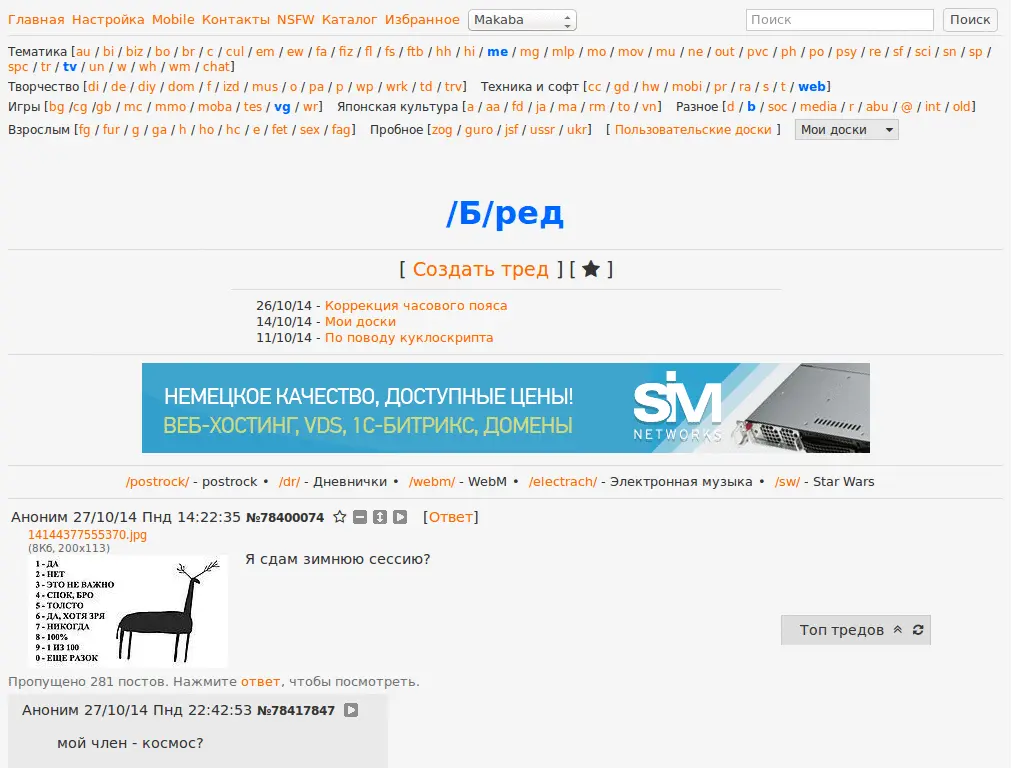 Главная Настройка Mobile Контакты NSFW Каталог Избранное Makaba Поиск Поиск
Тематика [au / bi / biz / bo / br / c / cul / em / ew / fa / fiz / fl / fs / ftb / hh / hi / me / mg / mlp / mo / mov / mu / ne / out / pvc / ph / po / psy / re / sf / sci / sn / sp /
spc / tr / tv / un / w / wh / wm / chat]
Творчество [di / de / diy / dom / f / izd / mus / o / pa / p / wp / wrk / td / trv] Техника и софт [cc / gd / hw / mobi / pr / ra / s / t / web]
Игры [bg /cg /gb / mc / mmo / moba / tes / vg / wr] Японская культура [a / aa / fd / ja / ma / rm / to / vn] Разное [d / b / soc / media / r / abu / @ / int / old]
Взрослым [fg / fur / g / ga / h / ho / hc / e / fet / sex / fag] Пробное [zog / guro / jsf / ussr / ukr] [ Пользовательские доски ] Мои доски
/Б/ред
[ Создать тред ] [ ★ ]
26/10/14 - Коррекция часового пояса
14/10/14 - Мои доски
11/10/14 - По поводу куклоскрипта
НЕМЕЦКОЕ КАЧЕСТВО, ДОСТУПНЫЕ ЦЕНЫ!
ВЕБ-ХОСТИНГ, VDS, 1С-БИТРИКС, ДОМЕНЫ
SIM
NETWORKS
/postrock/ - postrock • /dr/ - Дневнички • /webm/ - WebM • /electrach/ - Электронная музыка • /sw/ - Star Wars
Аноним 27/10/14 Пнд 14:22:35 №78400074 [Ответ]
14144377555370.jpg
(8Кб, 200x113)
Я сдам зимнюю сессию?
1 - ДА
2 - НЕТ
3 - ЭТО НЕ ВАЖНО
4 - СПОК, БРО
5 - ТОЛСТО
6 - ДА, ХОТЯ ЗРЯ
7 - НИКОГДА
8 - 100%
9 - 1 ИЗ 100
0 - ЕЩЕ РАЗОК
Топ тредов
Пропущено 281 постов. Нажмите ответ, чтобы посмотреть.
Аноним 27/10/14 Пнд 22:42:53 №78417847
мой член - космос?